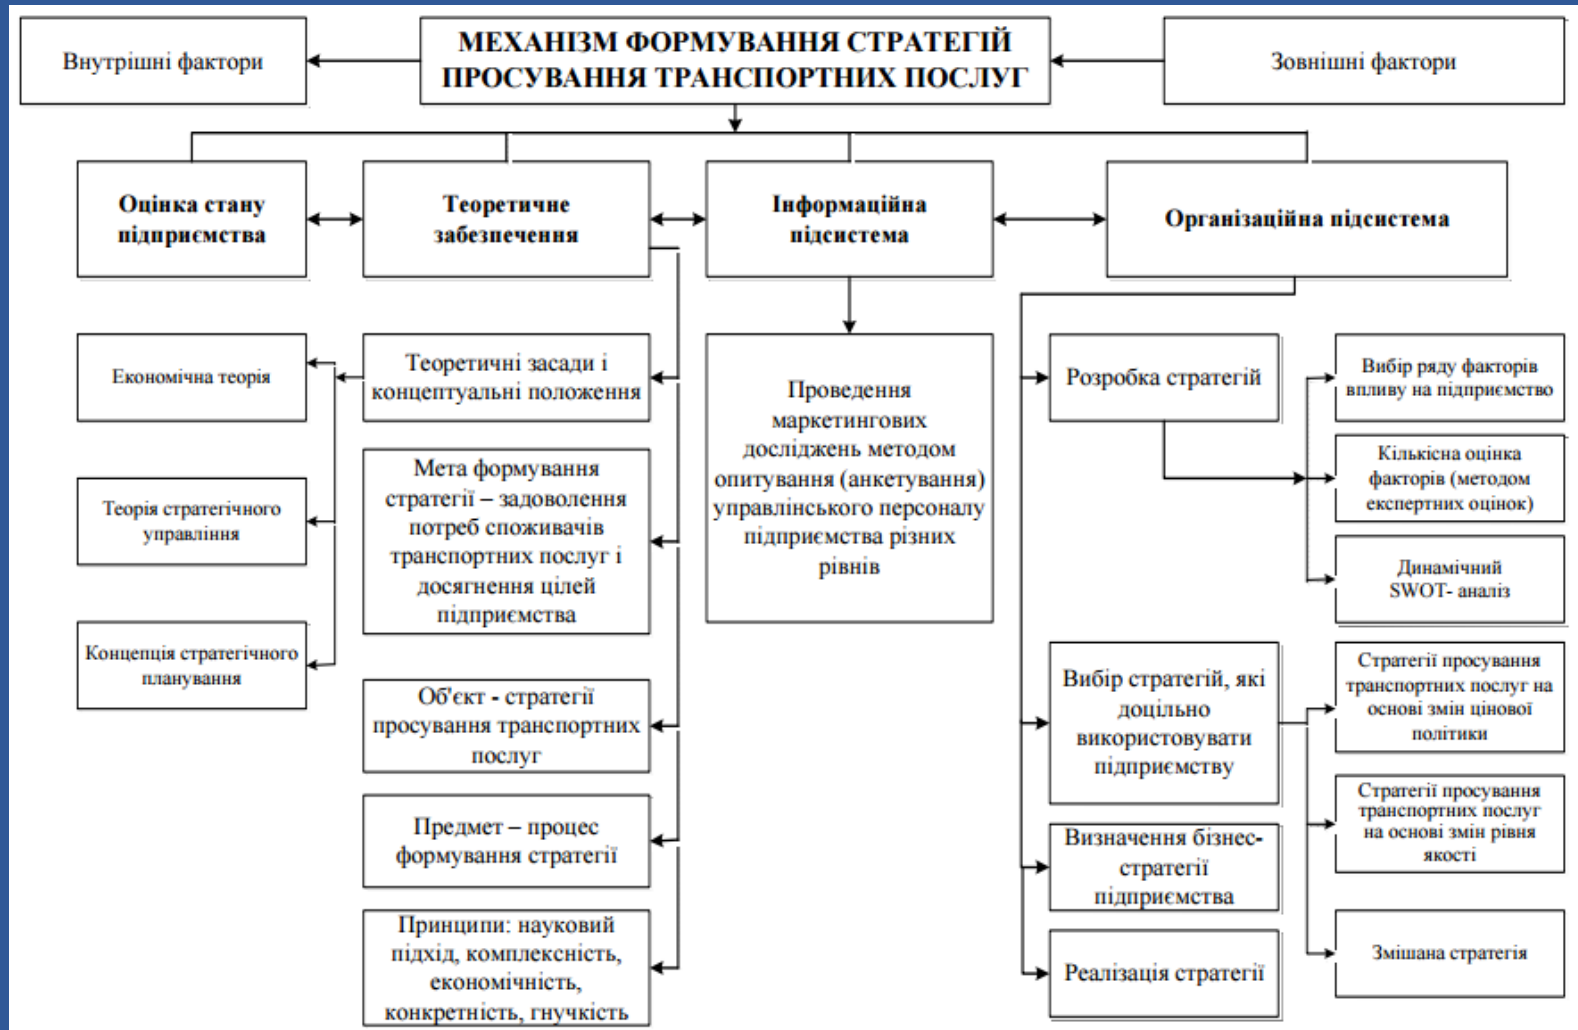 Внутрішні фактори
МЕХАНІЗМ ФОРМУВАННЯ СТРАТЕГІЙ
ПРОСУВАННЯ ТРАНСПОРТНИХ ПОСЛУГ
Зовнішні фактори
Оцінка стану
підприємства
Теоретичне
забезпечення
Інформаційна
підсистема
Організаційна підсистема
Економічна теорія
Теорія стратегічного
управління
Концепція стратегічного
планування
Теоретичні засади і
концептуальні положення
Мета формування
стратегії – задоволення
потреб споживачів
транспортних послуг і
досягнення цілей
підприємства
Об'єкт - стратегії
просування транспортних
послуг
Предмет – процес
формування стратегії
Принципи: науковий
підхід, комплексність,
економічність,
конкретність, гнучкість
Проведення
маркетингових
досліджень методом
опитування (анкетування)
управлінського персоналу
підприємства різних
рівнів
Розробка стратегій
Вибір стратегій, які
доцільно
використовувати
підприємству
Визначення бізнес-
стратегії
підприємства
Реалізація стратегії
Вибір ряду факторів
впливу на підприємство
Кількісна оцінка
факторів (методом
експертних оцінок)
Динамічний
SWOT- аналіз
Стратегії просування
транспортних послуг на
основі змін цінової
політики
Стратегії просування
транспортних послуг
на основі змін рівня
якості
Змішана стратегія